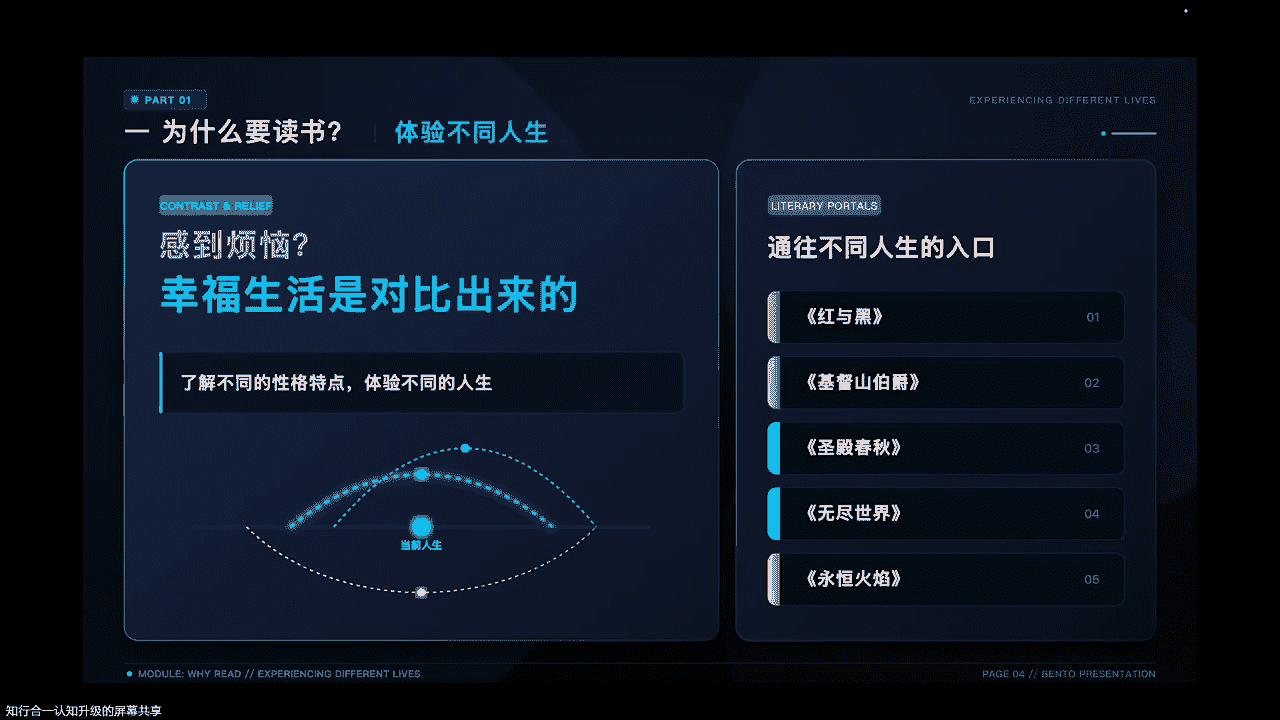 PART 01
一 为什么要读书?
体验不同人生
EXPERIENCING DIFFERENT LIVES
CONTRAST & RELIEF
感到烦恼?
幸福生活是对比出来的
了解不同的性格特点，体验不同的人生
当前人生
LITERARY PORTALS
通往不同人生的入口
《红与黑》 01
《基督山伯爵》 02
《圣殿春秋》 03
《无尽世界》 04
《永恒火焰》 05
MODULE: WHY READ // EXPERIENCING DIFFERENT LIVES
PAGE 04 // BENTO PRESENTATION
知行合一认知升级的屏幕共享